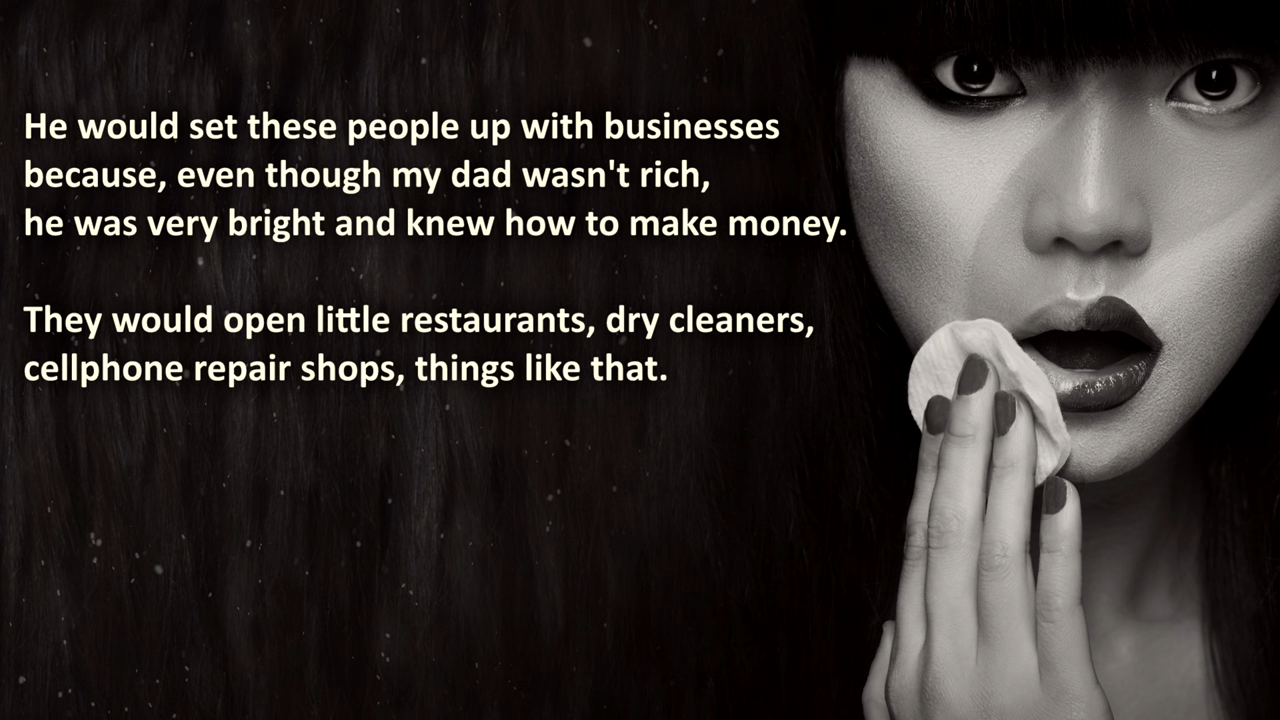 He would set these people up with businesses
because, even though my dad wasn't rich,
he was very bright and knew how to make money.
They would open little restaurants, dry cleaners,
cellphone repair shops, things like that.